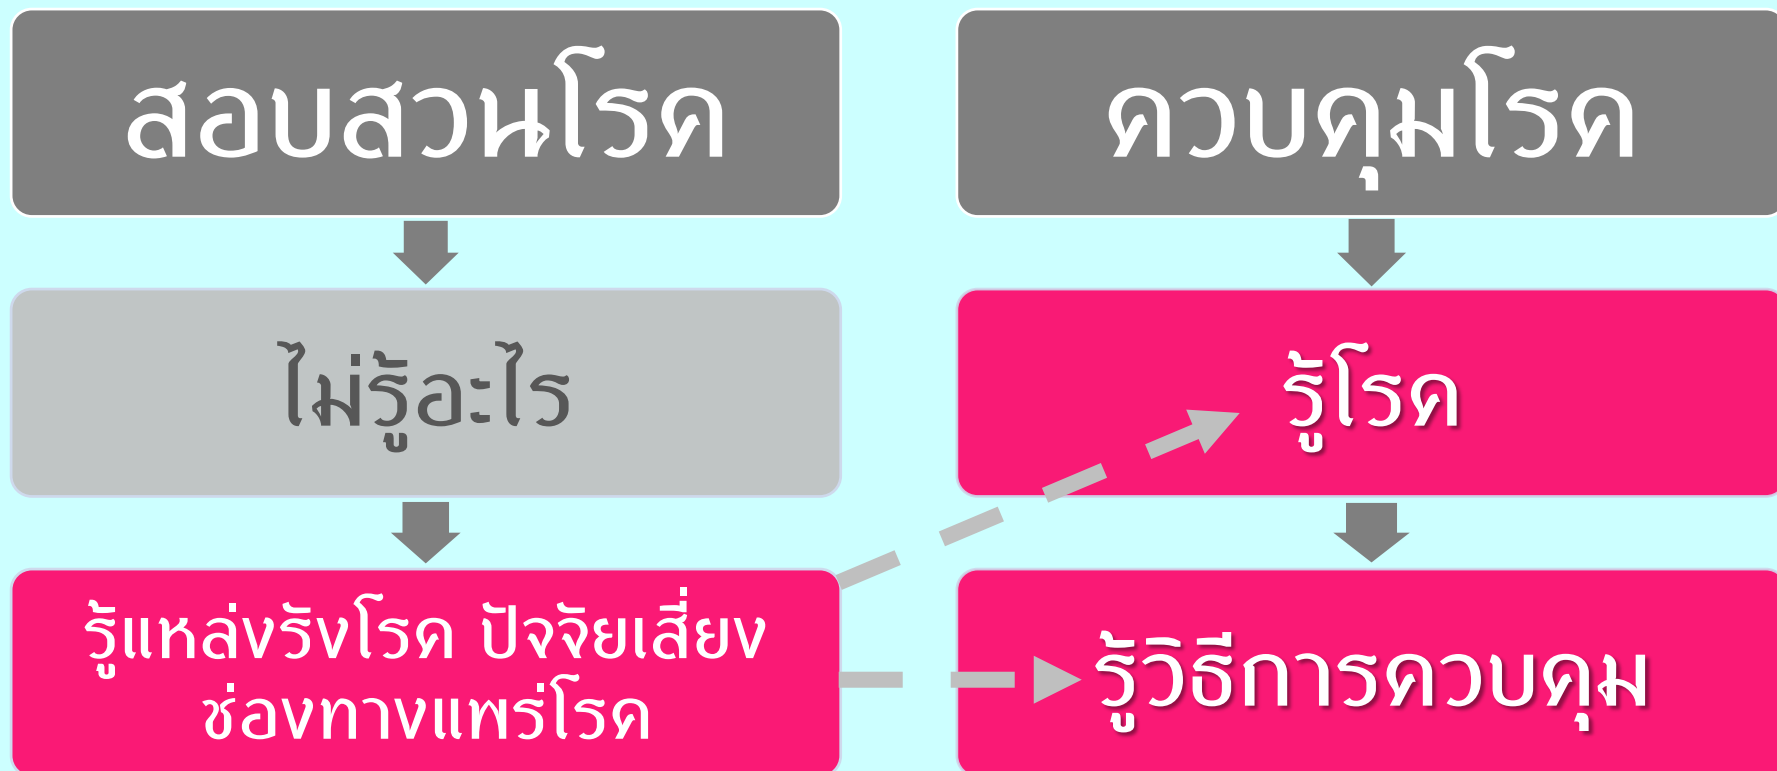 สอบสวนโรค
ไม่รู้อะไร
รู้แหล่งรังโรค ปัจจัยเสี่ยง
ช่องทางแพร่โรค
ควบคุมโรค
รู้โรค
รู้วิธีการควบคุม